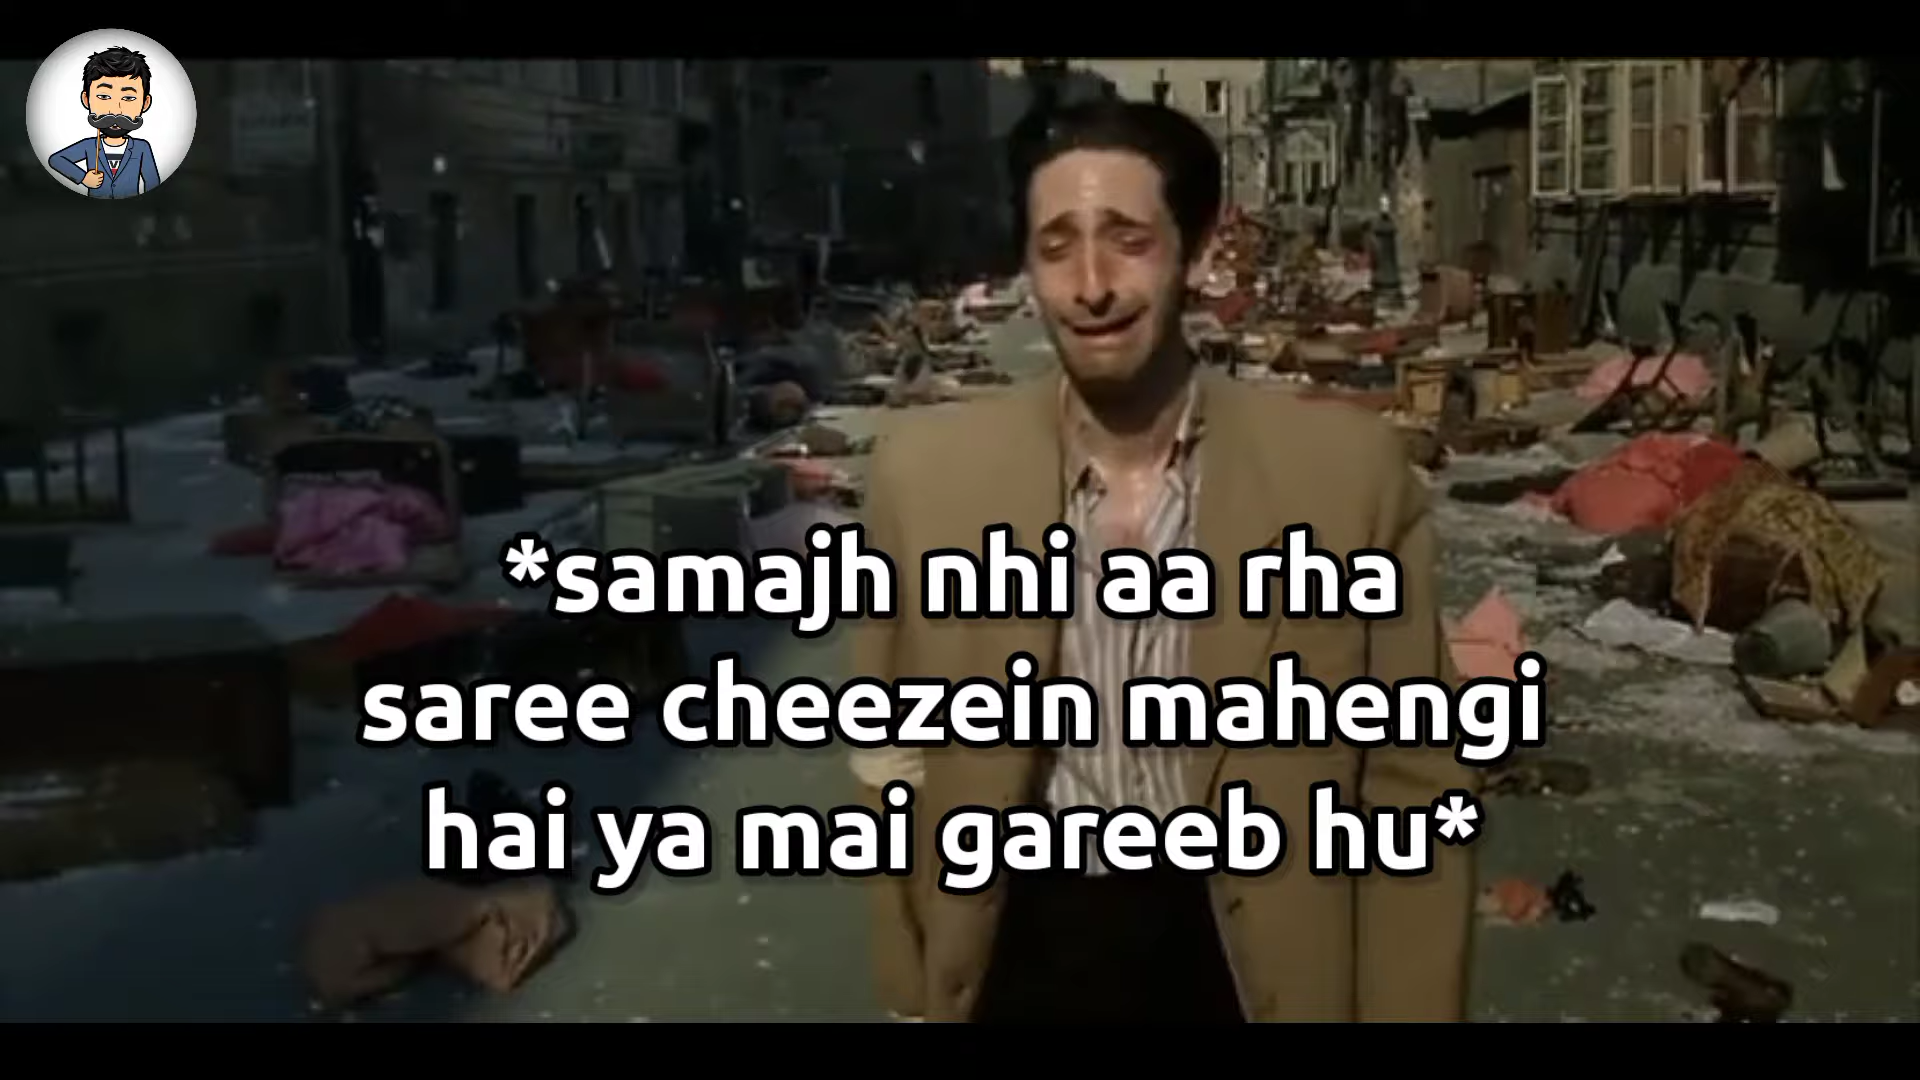 *samajh nhi aa rha
saree cheezein mahengi
hai ya mai gareeb hu*